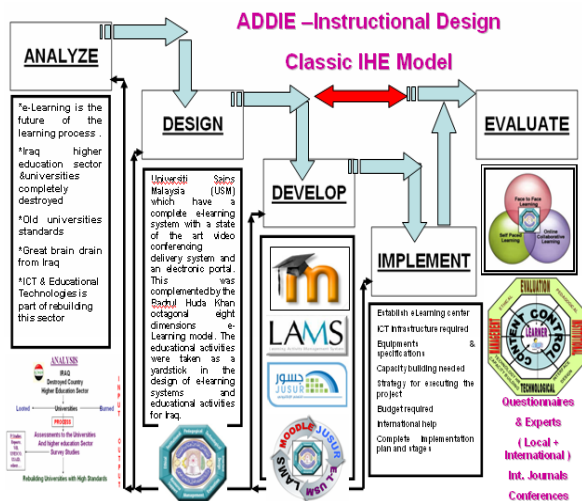 ADDIE –Instructional Design
Classic IHE Model
ANALYZE
*e-Learning is the
future of the
learning process .
*Iraq higher
education sector
&universities
completely
destroyed
*Old universities
standards
*Great brain drain
from Iraq
*ICT & Educational
Technologies is
part of rebuilding
this sector
ANALYSIS
IRAQ
Destroyed Country
Higher Education Sector
Looted
Universities
Burned
PROCESS
Assessments to the Universities
And higher education Sector
Survey Studies
Rebuilding Universities with High Standards
INPUT
OUTPUT
DESIGN
Universiti Sains
Malaysia (USM)
which have a
complete e-learning
system with a state
of the art video
conferencing
delivery system and
an electronic portal.
This was
complemented by the
Badrul Huda Khan
octagonal eight
dimensions e-
Learning model. The
educational activities
were taken as a
yardstick in the
design of e-learning
systems and
educational activities
for Iraq.
DEVELOP
m
LAMS
جسور
JUSUR
MOODLE JUSUR
E-L USM LAMS
IMPLEMENT
Establish eLearning center
ICT Infrastructure required
Equipments &
specifications
Capacity building needed
Strategy for executing the
project
Budget required
International help
Complete implementation
plan and stages
EVALUATE
Face to Face
Learning
Self Paced
Learning
Online
Collaborative
Learning
EVALUATION
MANAGEMENT
TECHNOLOGICAL
CONTENT CONTROL
LEARNER
Questionnaires
& Experts
( Local +
International )
Int. Journals
Conferences